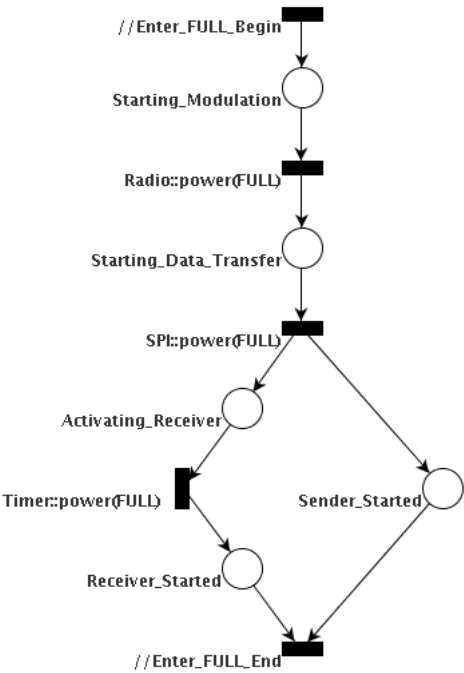 //Enter_FULL_Begin
Starting_Modulation
Radio::power(FULL)
Starting_Data_Transfer
SPI::power(FULL)
Activating_Receiver
Timer::power(FULL)
Sender_Started
Receiver_Started
//Enter_FULL_End